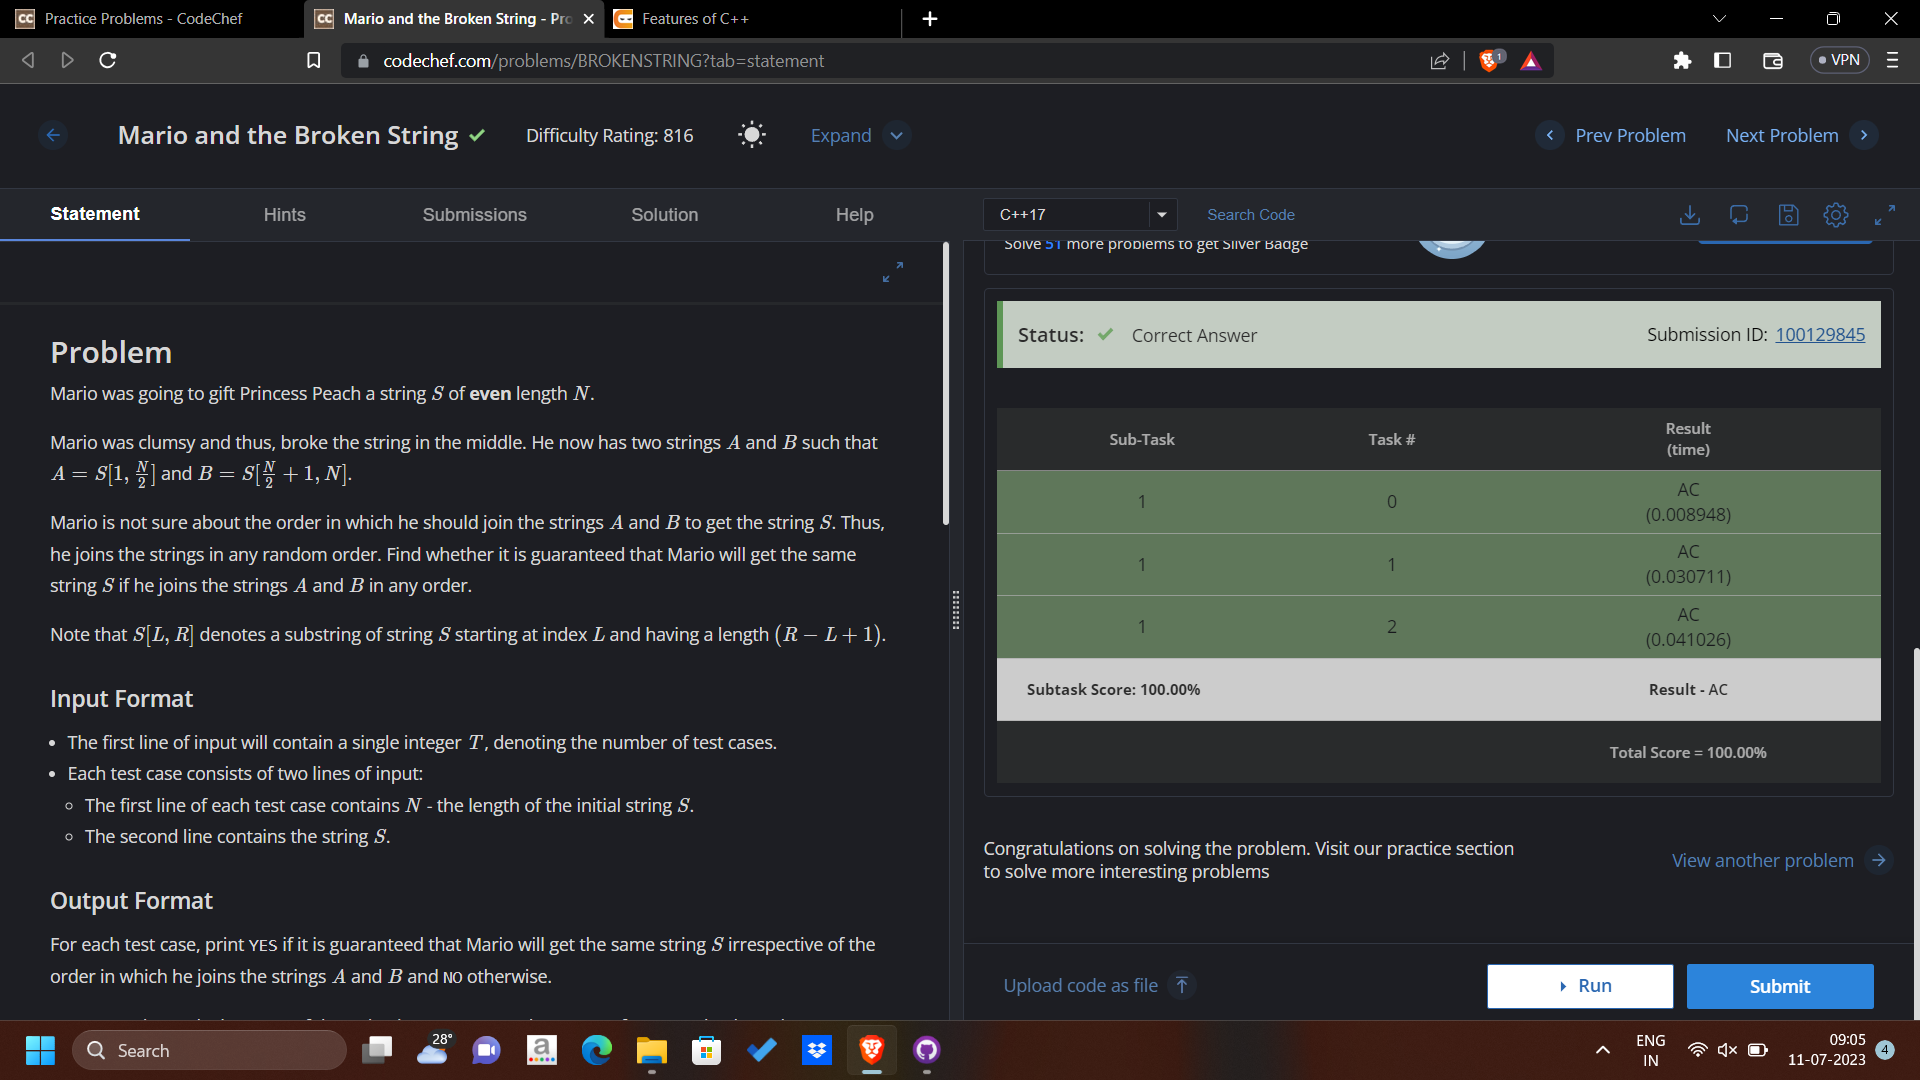 Practice Problems - CodeChef
Mario and the Broken String - Pro
Features of C++
codechef.com/problems/BROKENSTRING?tab=statement
1
VPN
Mario and the Broken String
Difficulty Rating: 816
Expand
Prev Problem
Next Problem
Statement
Hints
Submissions
Solution
Help
C++17
Search Code
Problem
Mario was going to gift Princess Peach a string S of even length N.
Mario was clumsy and thus, broke the string in the middle. He now has two strings A and B such that
A = S[1, N/2] and B = S[N/2 + 1, N].
Mario is not sure about the order in which he should join the strings A and B to get the string S. Thus,
he joins the strings in any random order. Find whether it is guaranteed that Mario will get the same
string S if he joins the strings A and B in any order.
Note that S[L, R] denotes a substring of string S starting at index L and having a length (R − L + 1).
Input Format
• The first line of input will contain a single integer T, denoting the number of test cases.
• Each test case consists of two lines of input:
◦ The first line of each test case contains N - the length of the initial string S.
◦ The second line contains the string S.
Output Format
For each test case, print YES if it is guaranteed that Mario will get the same string S irrespective of the
order in which he joins the strings A and B and NO otherwise.
Solve 51 more problems to get Silver Badge
Status: Correct Answer
Submission ID: 100129845
Sub-Task Task # Result
(time)
1 0 AC
(0.008948)
1 1 AC
(0.030711)
1 2 AC
(0.041026)
Subtask Score: 100.00% Result - AC
Total Score = 100.00%
Congratulations on solving the problem. Visit our practice section
to solve more interesting problems
View another problem
Upload code as file
Run
Submit
Search
28°
a
ENG
IN
09:05
11-07-2023
4